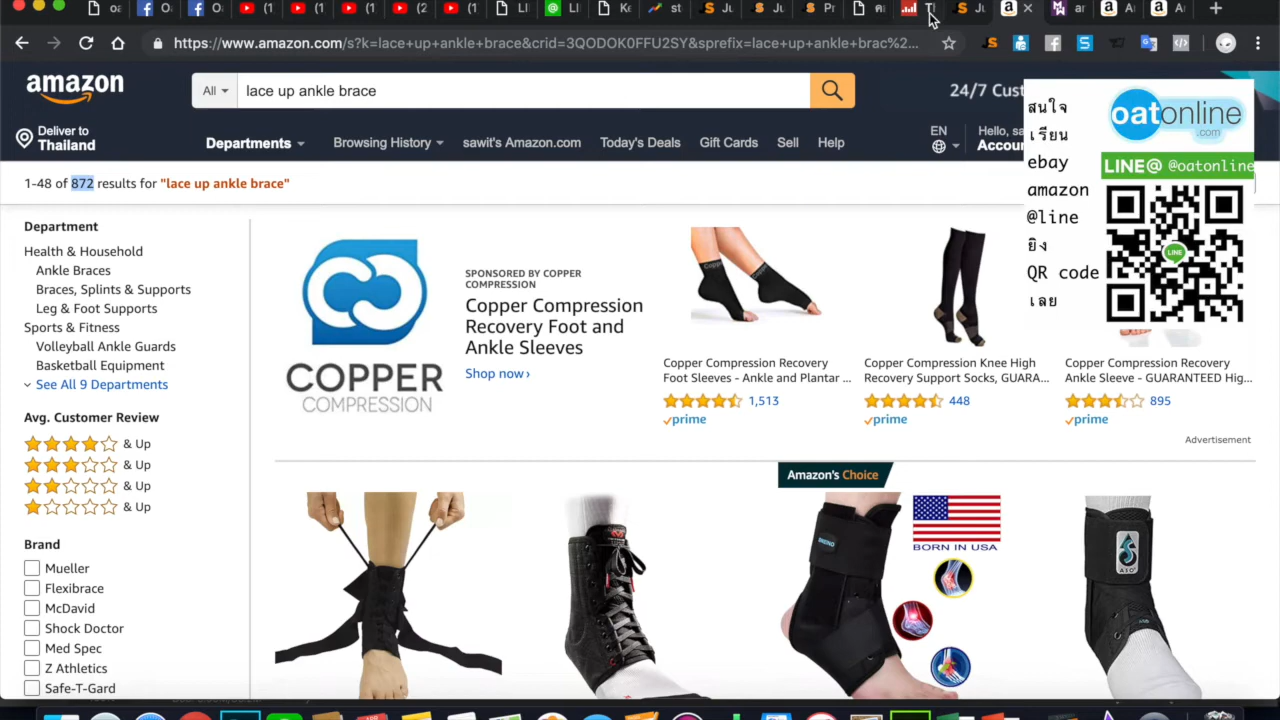 https://www.amazon.com/s?k=lace+up+ankle+brace&crid=3QODOK0FFU2SY&sprefix=lace+up+ankle+brac%2...
amazon
All
lace up ankle brace
24/7 Cust
Deliver to
Thailand
Departments
Browsing History
sawit's Amazon.com
Today's Deals
Gift Cards
Sell
Help
EN
Hello, sa
Accoun
สนใจ
เรียน
ebay
amazon
@line
ยิง
QR code
เลย
oatonline
.com
LINE@ @oatonline
LINE
1-48 of 872 results for "lace up ankle brace"
Department
Health & Household
Ankle Braces
Braces, Splints & Supports
Leg & Foot Supports
Sports & Fitness
Volleyball Ankle Guards
Basketball Equipment
See All 9 Departments
Avg. Customer Review
& Up
& Up
& Up
& Up
Brand
Mueller
Flexibrace
McDavid
Shock Doctor
Med Spec
Z Athletics
Safe-T-Gard
COPPER
COMPRESSION
SPONSORED BY COPPER
COMPRESSION
Copper Compression
Recovery Foot and
Ankle Sleeves
Shop now ›
Copper Compression Recovery
Foot Sleeves - Ankle and Plantar ...
1,513
prime
Copper Compression Knee High
Recovery Support Socks, GUARA...
448
prime
Copper Compression Recovery
Ankle Sleeve - GUARANTEED Hig...
895
prime
Advertisement
Amazon's Choice
BORN IN USA
ASO